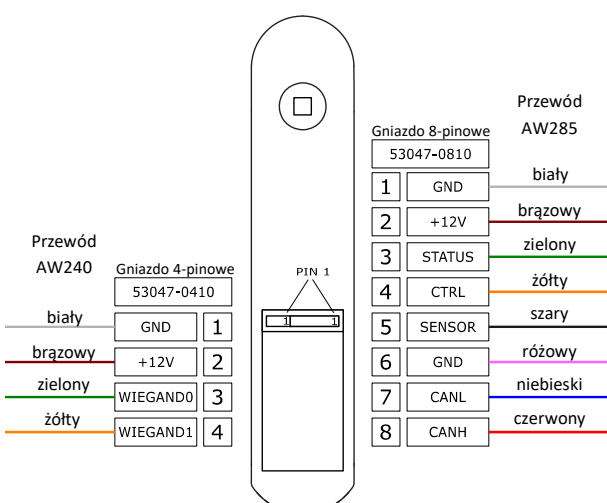 Przewód
AW285
Gniazdo 8-pinowe
53047-0810
1 GND biały
2 +12V brązowy
3 STATUS zielony
4 CTRL żółty
5 SENSOR szary
6 GND różowy
7 CANL niebieski
8 CANH czerwony
PIN 1
1 1
Przewód
AW240
Gniazdo 4-pinowe
53047-0410
biały GND 1
brązowy +12V 2
zielony WIEGAND0 3
żółty WIEGAND1 4